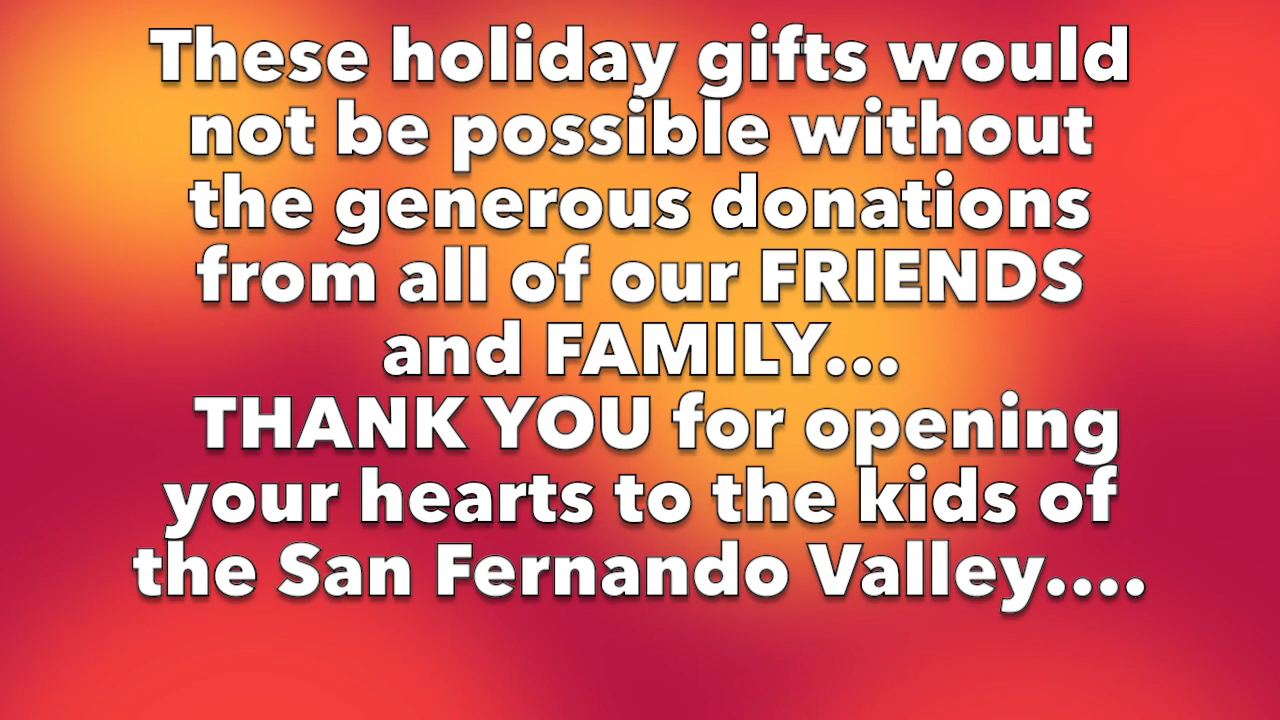 These holiday gifts would
not be possible without
the generous donations
from all of our FRIENDS
and FAMILY...
THANK YOU for opening
your hearts to the kids of
the San Fernando Valley....